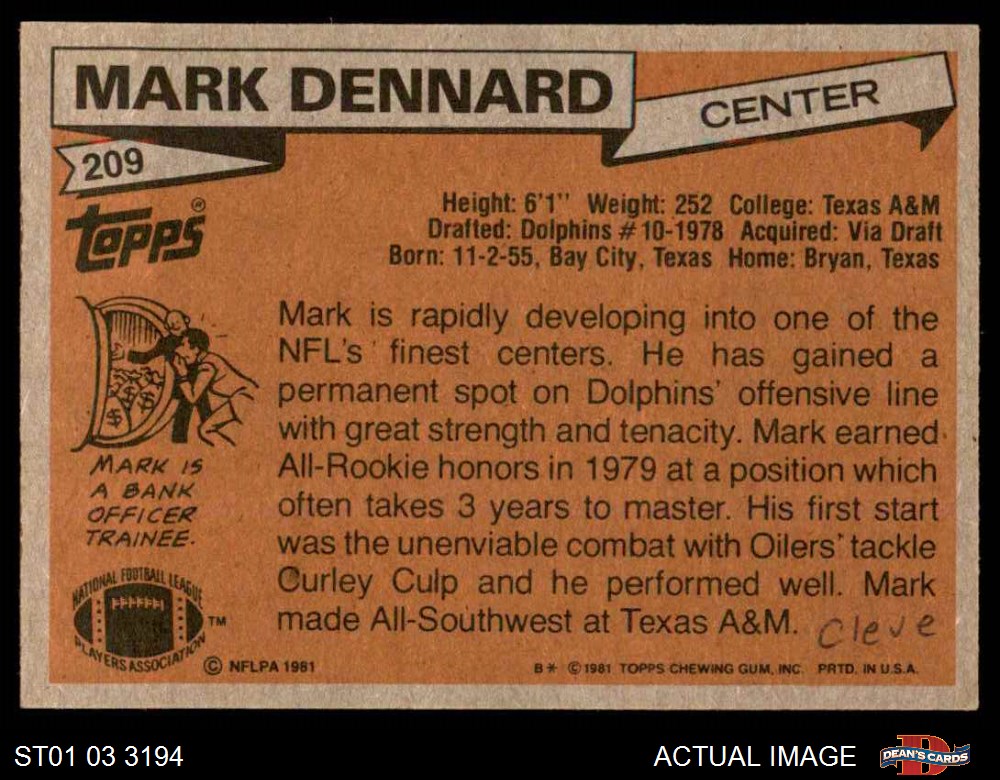 MARK DENNARD
CENTER
209
Topps®
Height: 6'1'' Weight: 252 College: Texas A&M
Drafted: Dolphins #10-1978 Acquired: Via Draft
Born: 11-2-55, Bay City, Texas Home: Bryan, Texas
Mark is rapidly developing into one of the
NFL's finest centers. He has gained a
permanent spot on Dolphins' offensive line
with great strength and tenacity. Mark earned
All-Rookie honors in 1979 at a position which
often takes 3 years to master. His first start
was the unenviable combat with Oilers' tackle
Curley Culp and he performed well. Mark
made All-Southwest at Texas A&M.
Cleve
$
$
MARK IS
A BANK
OFFICER
TRAINEE.
NATIONAL FOOTBALL LEAGUE
PLAYERS ASSOCIATION
TM
© NFLPA 1981
B* © 1981 TOPPS CHEWING GUM, INC. PRTD. IN U.S.A.
ST01 03 3194
ACTUAL IMAGE
D
DEAN'S CARDS